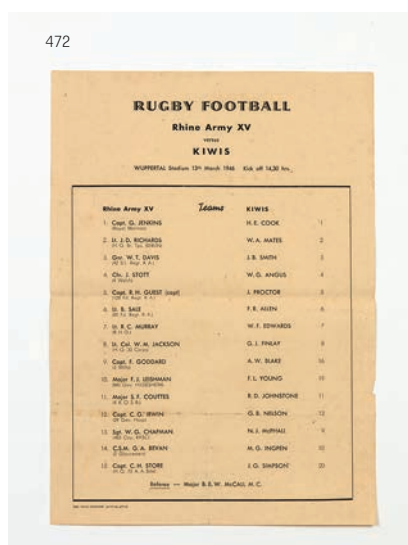 472
RUGBY FOOTBALL
Rhine Army XV
versus
KIWIS
WUPPERTAL Stadium 13th March 1946 Kick off 14,30 hrs.
Rhine Army XV Teams KIWIS
1. Capt. G. JENKINS H. E. COOK 1
2. Lt. J. D. RICHARDS W. A. MATES 2
3. Gnr. W. T. DAVIS J. B. SMITH 3
4. Cfn. J. STOTT W. G. ANGUS 4
5. Capt. R. H. GUEST (capt) J. PROCTOR 5
6. Lt. B. SALE F. R. ALLEN 6
7. Lt. R. C. MURRAY W. F. EDWARDS 7
8. Lt. Col. W. M. JACKSON G. J. FINLAY 8
9. Capt. F. GODDARD A. W. BLAKE 16
10. Major F. J. LEISHMAN F. L. YOUNG
11. Major S. F. COUTTES R. D. JOHNSTONE
12. Capt. C. G. IRWIN G. B. NELSON 12
13. Sgt. W. G. CHAPMAN N. J. McPHAIL 9
14. C.S.M. G. A. BEVAN M. G. INGPEN
15. Capt. C. H. STORE J. G. SIMPSON 20
Referee — Major B. E. W. McCALL M. C.